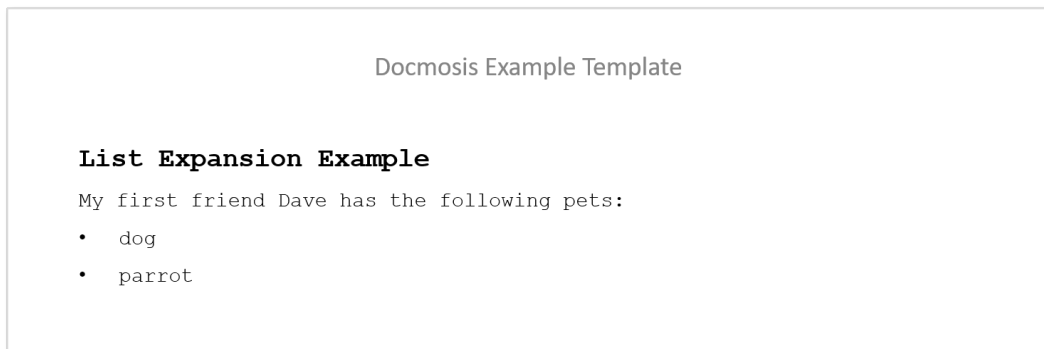 Docmosis Example Template
List Expansion Example
My first friend Dave has the following pets:
• dog
• parrot